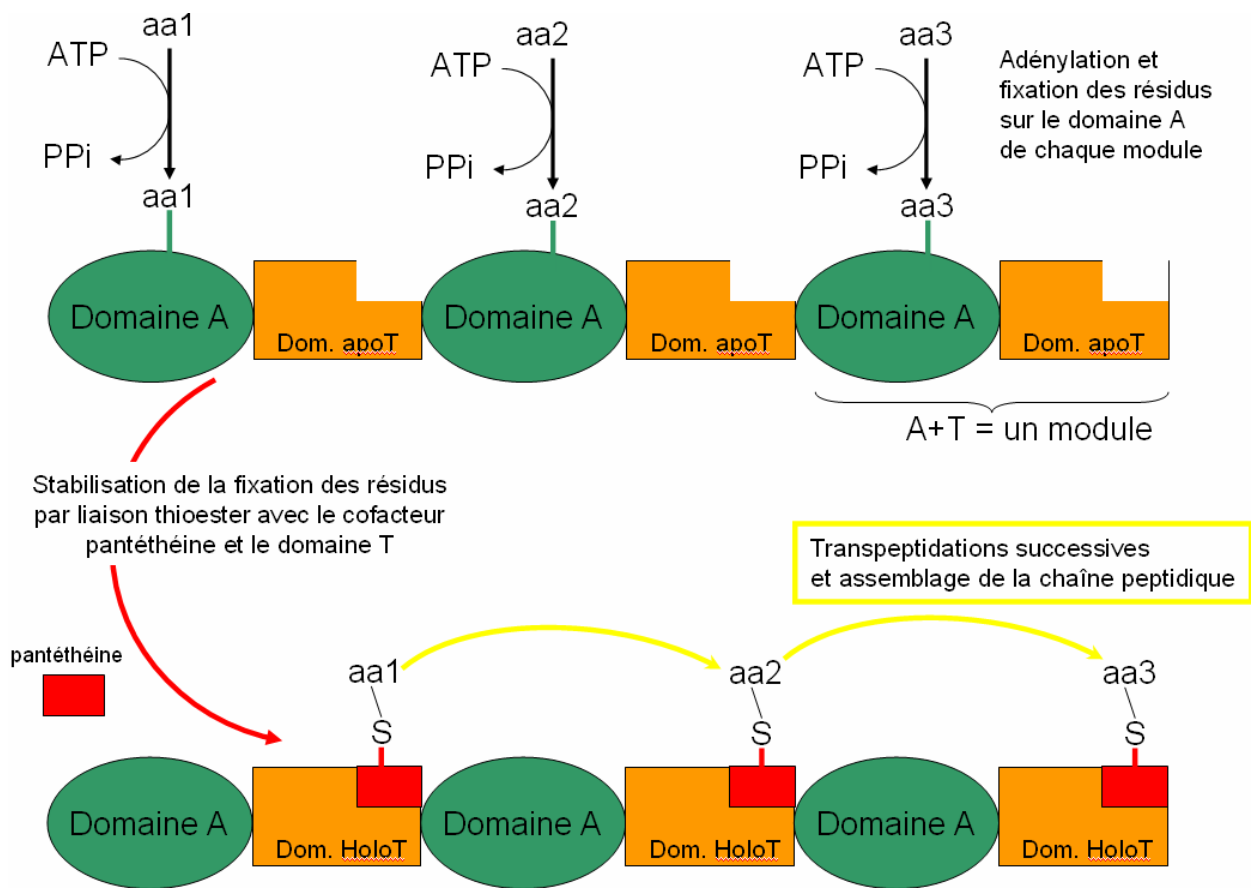 aa1
ATP
PPi
aa1
aa2
ATP
PPi
aa2
aa3
ATP
PPi
aa3
Adénylation et
fixation des résidus
sur le domaine A
de chaque module
Domaine A
Dom. apoT
Domaine A
Dom. apoT
Domaine A
Dom. apoT
A+T = un module
Stabilisation de la fixation des résidus
par liaison thioester avec le cofacteur
pantéthéine et le domaine T
Transpeptidations successives
et assemblage de la chaîne peptidique
pantéthéine
aa1
S
aa2
S
aa3
S
Domaine A
Dom. HoloT
Domaine A
Dom. HoloT
Domaine A
Dom. HoloT